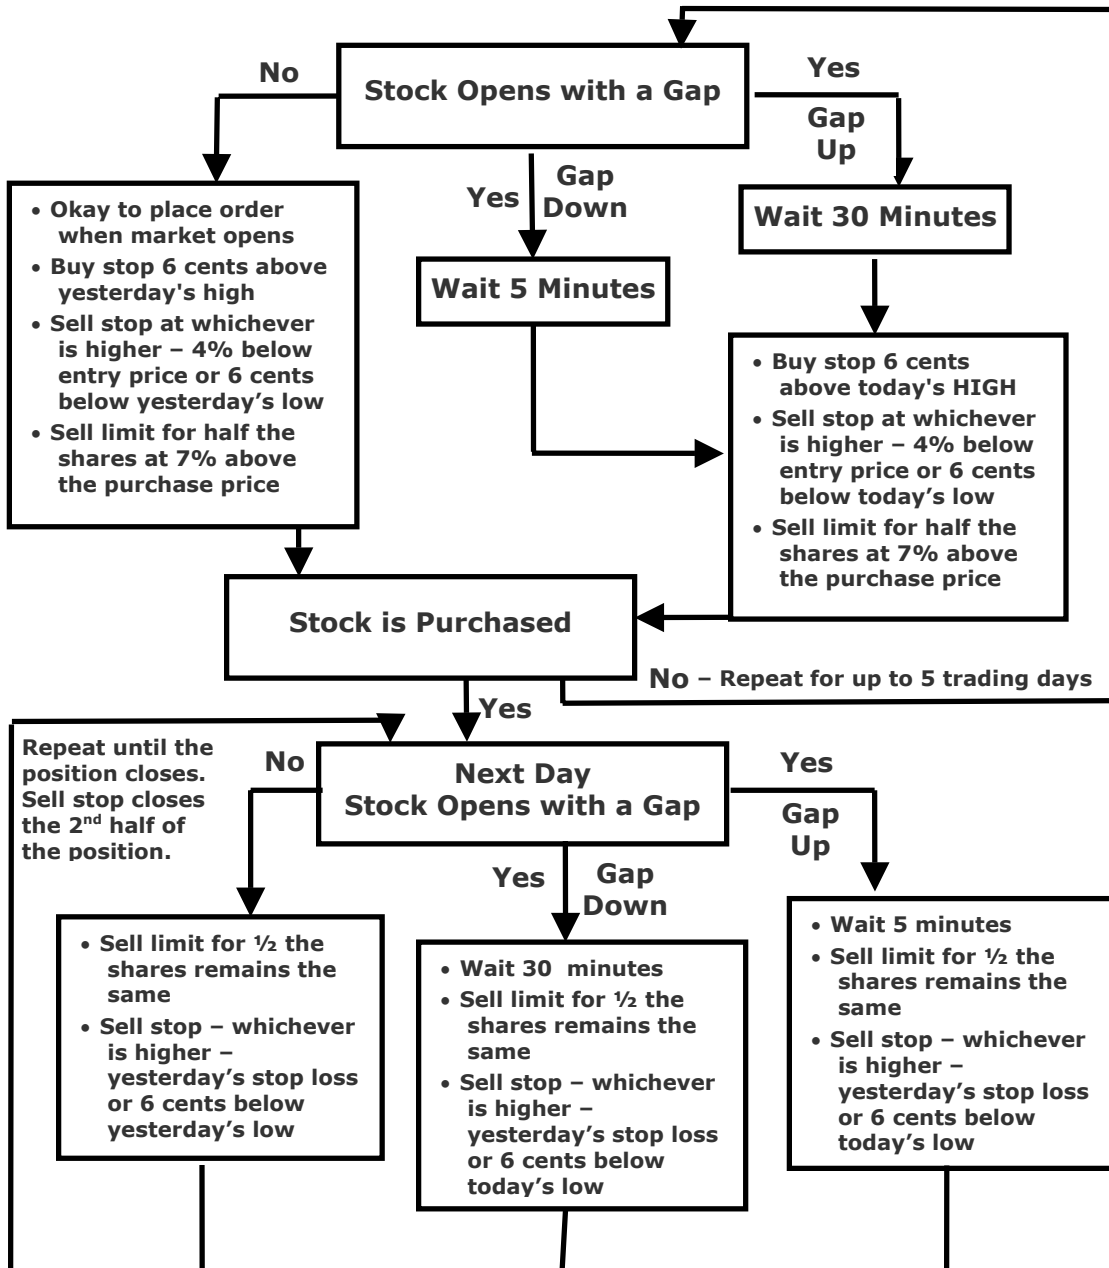 No
Stock Opens with a Gap
Yes
Gap
Up
Yes
Gap
Down
• Okay to place order
when market opens
• Buy stop 6 cents above
yesterday's high
• Sell stop at whichever
is higher – 4% below
entry price or 6 cents
below yesterday’s low
• Sell limit for half the
shares at 7% above
the purchase price
Wait 5 Minutes
Wait 30 Minutes
• Buy stop 6 cents
above today's HIGH
• Sell stop at whichever
is higher – 4% below
entry price or 6 cents
below today’s low
• Sell limit for half the
shares at 7% above
the purchase price
Stock is Purchased
No – Repeat for up to 5 trading days
Yes
Repeat until the
position closes.
Sell stop closes
the 2nd half of
the position.
No
Next Day
Stock Opens with a Gap
Yes
Gap
Up
Yes
Gap
Down
• Sell limit for ½ the
shares remains the
same
• Sell stop – whichever
is higher –
yesterday’s stop loss
or 6 cents below
yesterday’s low
• Wait 30 minutes
• Sell limit for ½ the
shares remains the
same
• Sell stop – whichever
is higher –
yesterday’s stop loss
or 6 cents below
today’s low
• Wait 5 minutes
• Sell limit for ½ the
shares remains the
same
• Sell stop – whichever
is higher –
yesterday’s stop loss
or 6 cents below
today’s low